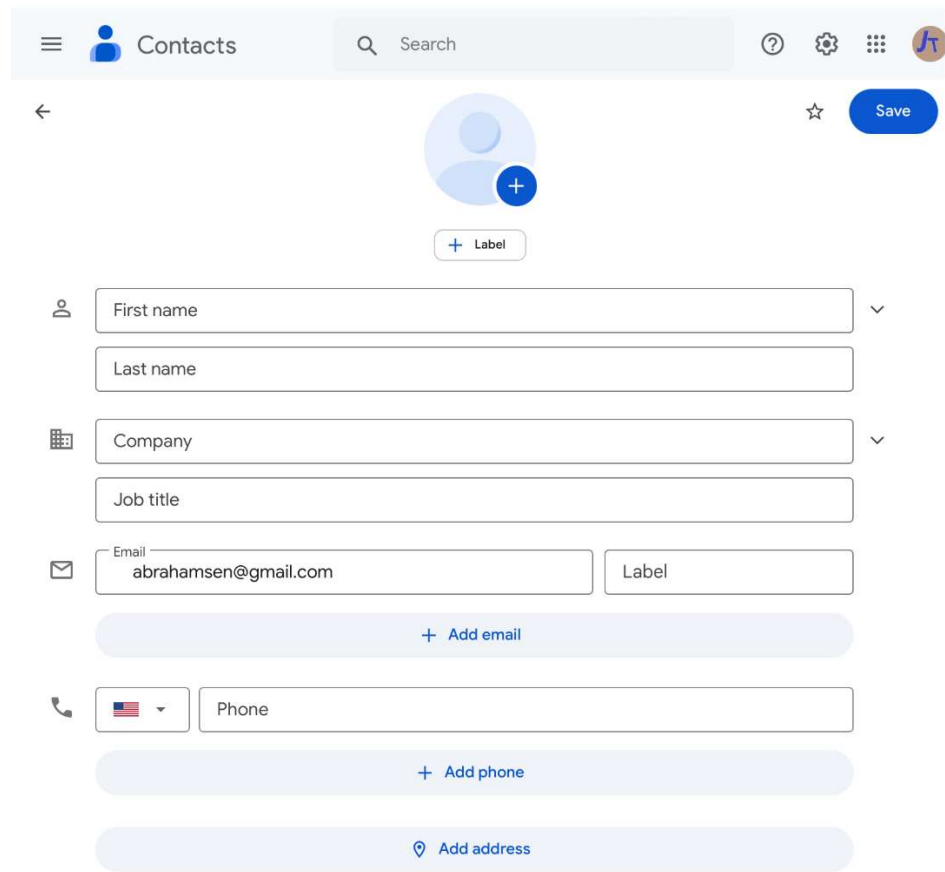 Contacts Search JT
Save
+ Label
First name
Last name
Company
Job title
Email
abrahamsen@gmail.com Label
+ Add email
Phone
+ Add phone
Add address